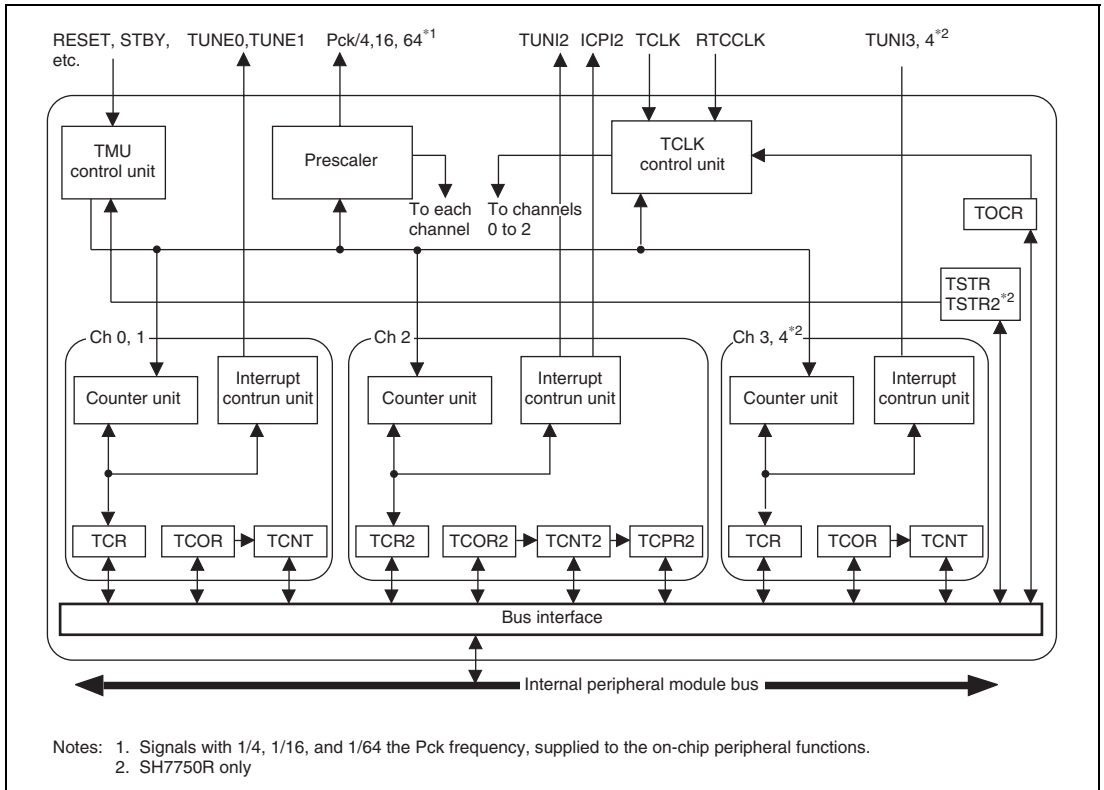 RESET, STBY, etc.
TUNE0,TUNE1
Pck/4,16, 64*1
TUNI2
ICPI2
TCLK
RTCCLK
TUNI3, 4*2
TMU control unit
Prescaler
TCLK control unit
To each channel
To channels 0 to 2
TOCR
TSTR
TSTR2*2
Ch 0, 1
Counter unit
Interrupt contrun unit
TCR
TCOR
TCNT
Ch 2
Counter unit
Interrupt contrun unit
TCR2
TCOR2
TCNT2
TCPR2
Ch 3, 4*2
Counter unit
Interrupt contrun unit
TCR
TCOR
TCNT
Bus interface
Internal peripheral module bus
Notes: 1. Signals with 1/4, 1/16, and 1/64 the Pck frequency, supplied to the on-chip peripheral functions.
2. SH7750R only